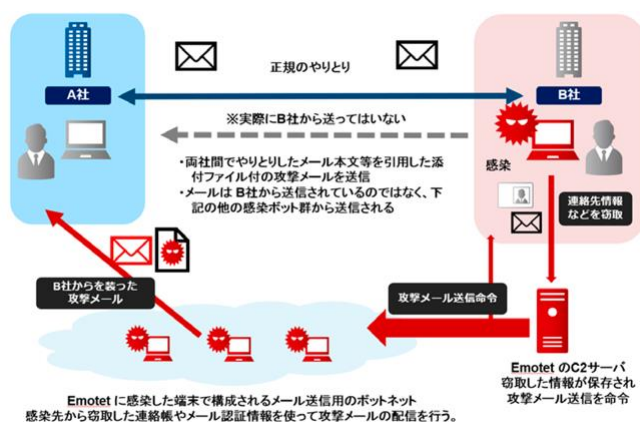 正規のやりとり
A社
B社
※実際にB社から送ってはいない
・両社間でやりとりしたメール本文等を引用した添
付ファイル付の攻撃メールを送信
・メールは B社から送信されているのではなく、下
記の他の感染ボット群から送信される
感染
連絡先情報
などを窃取
B社からを装った
攻撃メール
攻撃メール送信命令
Emotet のC2サーバ
窃取した情報が保存され
攻撃メール送信を命令
Emotet に感染した端末で構成されるメール送信用のボットネット
感染先から窃取した連絡帳やメール認証情報を使って攻撃メールの配信を行う。